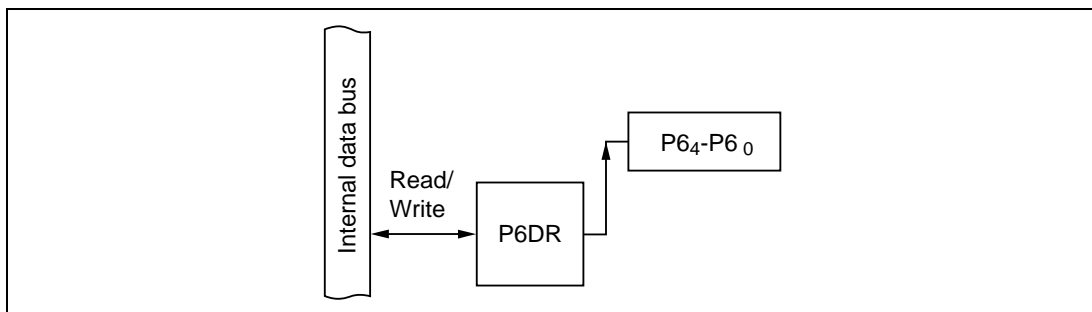 Internal data bus
Read/
Write
P6DR
P6₄-P6 ₀